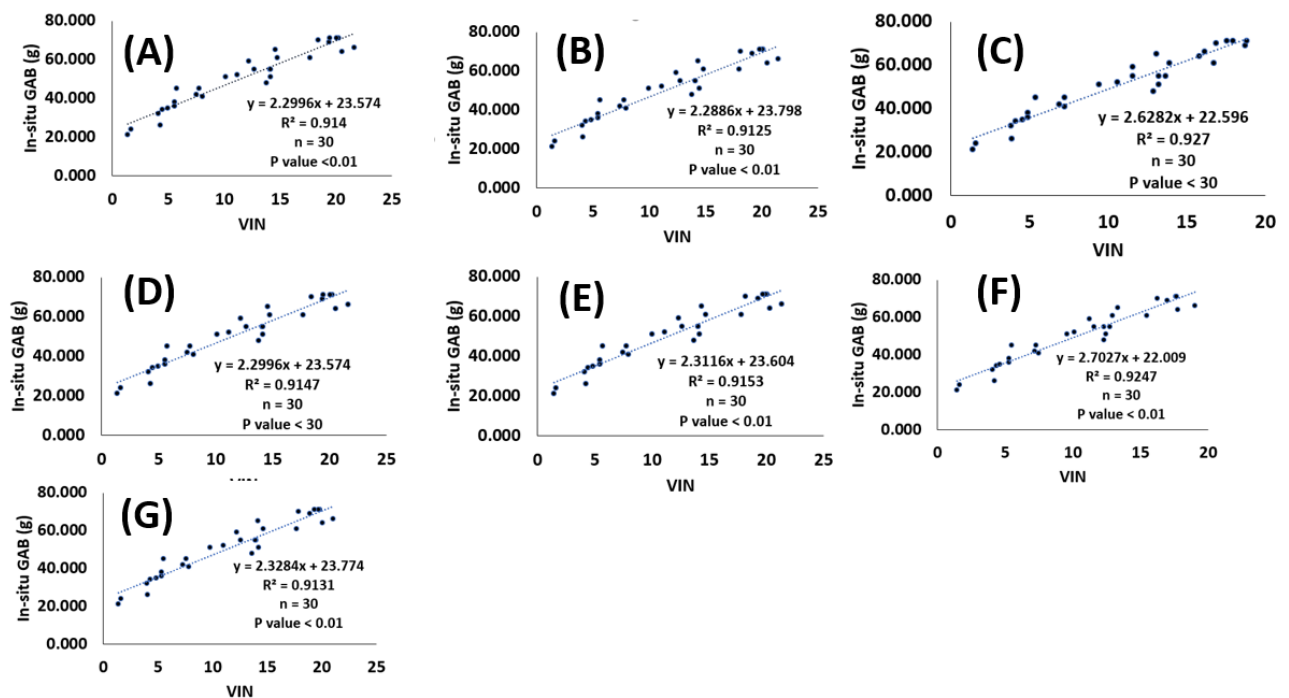 (A)
In-situ GAB (g)
80.000
60.000
40.000
20.000
0.000
y = 2.2996x + 23.574
R² = 0.914
n = 30
P value <0.01
0 5 10 15 20 25
VIN
(B)
In-situ GAB (g)
80.000
60.000
40.000
20.000
0.000
y = 2.2886x + 23.798
R² = 0.9125
n = 30
P value < 0.01
0 5 10 15 20 25
VIN
(C)
In-situ GAB (g)
80.000
60.000
40.000
20.000
0.000
y = 2.6282x + 22.596
R² = 0.927
n = 30
P value < 30
0 5 10 15 20
VIN
(D)
In-situ GAB (g)
80.000
60.000
40.000
20.000
0.000
y = 2.2996x + 23.574
R² = 0.9147
n = 30
P value < 30
0 5 10 15 20 25
(E)
In-situ GAB (g)
80.000
60.000
40.000
20.000
0.000
y = 2.3116x + 23.604
R² = 0.9153
n = 30
P value < 0.01
0 5 10 15 20 25
VIN
(F)
In-situ GAB (g)
80.000
60.000
40.000
20.000
0.000
y = 2.7027x + 22.009
R² = 0.9247
n = 30
P value < 0.01
0 5 10 15 20
VIN
(G)
In-situ GAB (g)
80.000
60.000
40.000
20.000
0.000
y = 2.3284x + 23.774
R² = 0.9131
n = 30
P value < 0.01
0 5 10 15 20 25
VIN